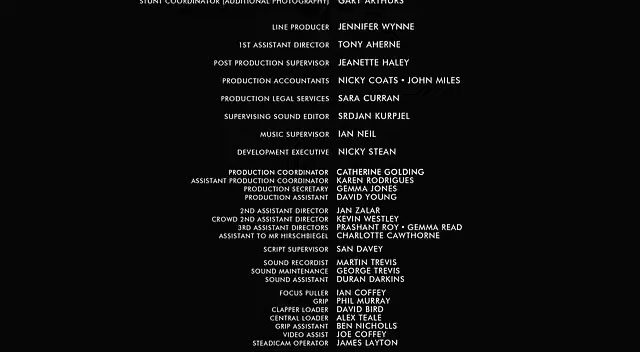 STUNT COORDINATOR (ADDITIONAL PHOTOGRAPHY) GARY ARTHURS
LINE PRODUCER JENNIFER WYNNE
1ST ASSISTANT DIRECTOR TONY AHERNE
POST PRODUCTION SUPERVISOR JEANETTE HALEY
PRODUCTION ACCOUNTANTS NICKY COATS • JOHN MILES
PRODUCTION LEGAL SERVICES SARA CURRAN
SUPERVISING SOUND EDITOR SRDJAN KURPJEL
MUSIC SUPERVISOR IAN NEIL
DEVELOPMENT EXECUTIVE NICKY STEAN
PRODUCTION COORDINATOR CATHERINE GOLDING
ASSISTANT PRODUCTION COORDINATOR KAREN RODRIGUES
PRODUCTION SECRETARY GEMMA JONES
PRODUCTION ASSISTANT DAVID YOUNG
2ND ASSISTANT DIRECTOR JAN ZALAR
CROWD 2ND ASSISTANT DIRECTOR KEVIN WESTLEY
3RD ASSISTANT DIRECTORS PRASHANT ROY • GEMMA READ
ASSISTANT TO MR HIRSCHBIEGEL CHARLOTTE CAWTHORNE
SCRIPT SUPERVISOR SAN DAVEY
SOUND RECORDIST MARTIN TREVIS
SOUND MAINTENANCE GEORGE TREVIS
SOUND ASSISTANT DURAN DARKINS
FOCUS PULLER IAN COFFEY
GRIP PHIL MURRAY
CLAPPER LOADER DAVID BIRD
CENTRAL LOADER ALEX TEALE
GRIP ASSISTANT BEN NICHOLLS
VIDEO ASSIST JOE COFFEY
STEADICAM OPERATOR JAMES LAYTON